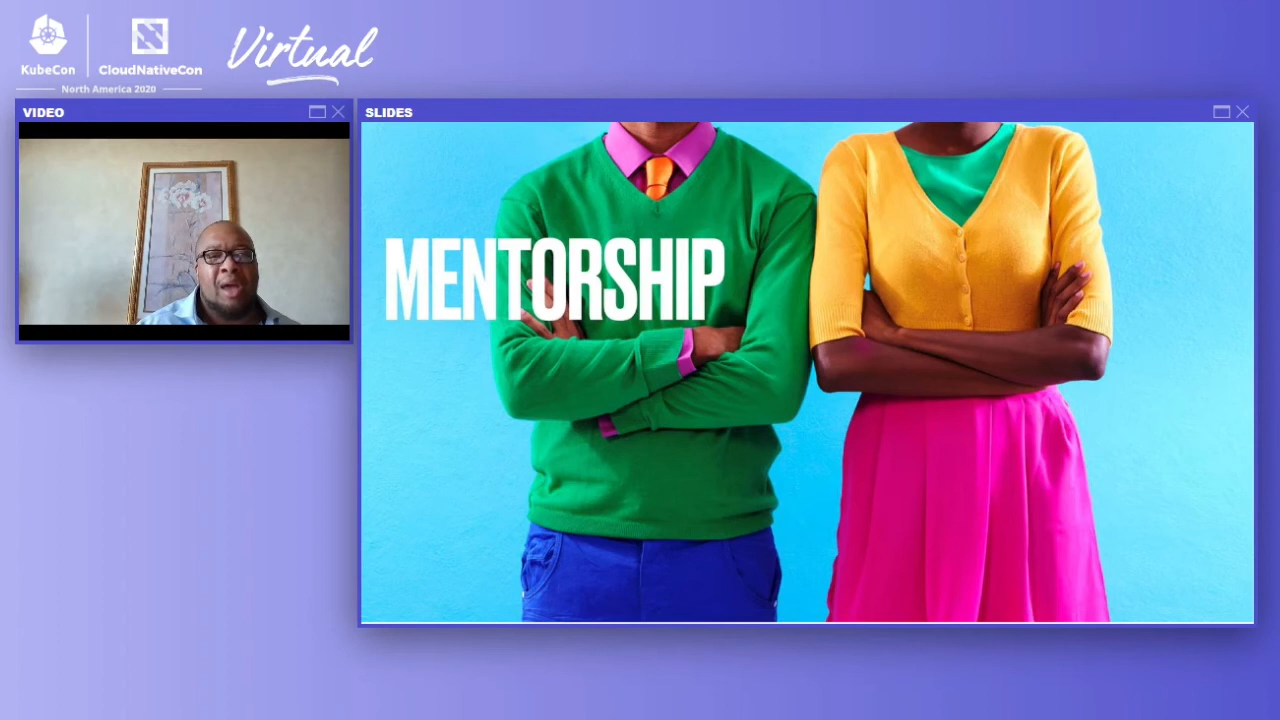 KubeCon
CloudNativeCon
North America 2020
Virtual
VIDEO
SLIDES
MENTORSHIP